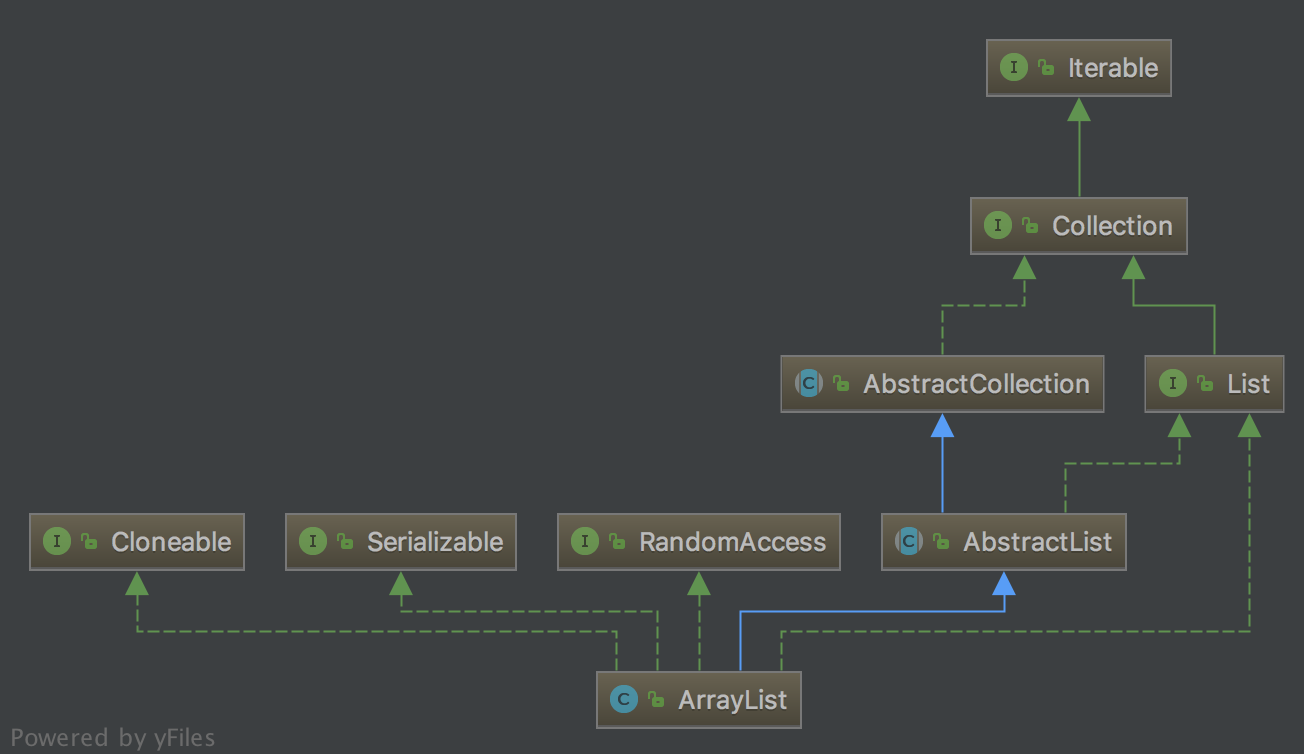 I Iterable
I Collection
C AbstractCollection
I List
I Cloneable
I Serializable
I RandomAccess
C AbstractList
C ArrayList
Powered by yFiles